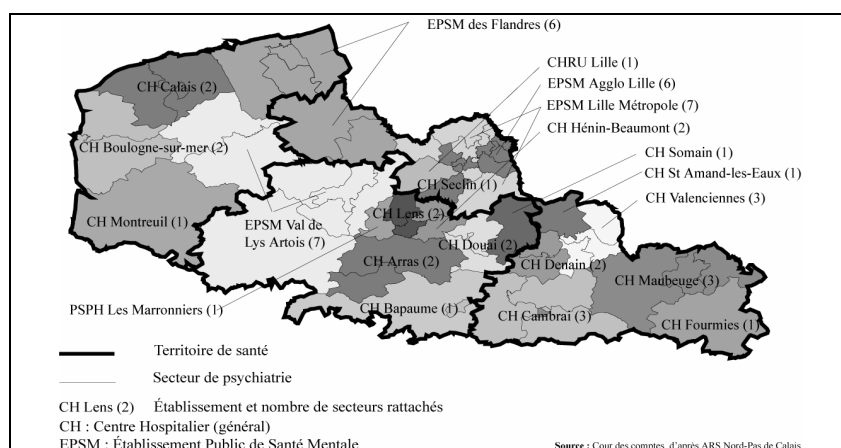 EPSM des Flandres (6)
CHRU Lille (1)
EPSM Agglo Lille (6)
EPSM Lille Métropole (7)
CH Hénin-Beaumont (2)
CH Somain (1)
CH St Amand-les-Eaux (1)
CH Valenciennes (3)
CH Calais (2)
CH Boulogne-sur-mer (2)
CH Montreuil (1)
EPSM Val de
Lys Artois (7)
CH Seclin (1)
CH Lens (2)
CH Douai (2)
CH Arras (2)
CH Denain (2)
CH Maubeuge (3)
PSPH Les Marronniers (1)
CH Bapaume (1)
CH Cambrai (3)
CH Fourmies (1)
Territoire de santé
Secteur de psychiatrie
CH Lens (2) Établissement et nombre de secteurs rattachés
CH : Centre Hospitalier (général)
EPSM : Établissement Public de Santé Mentale
Source : Cour des comptes, d'après ARS Nord-Pas de Calais